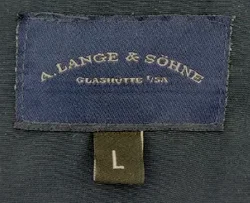 A. LANGE & SÖHNE
GLASHÜTTE I/SA
L